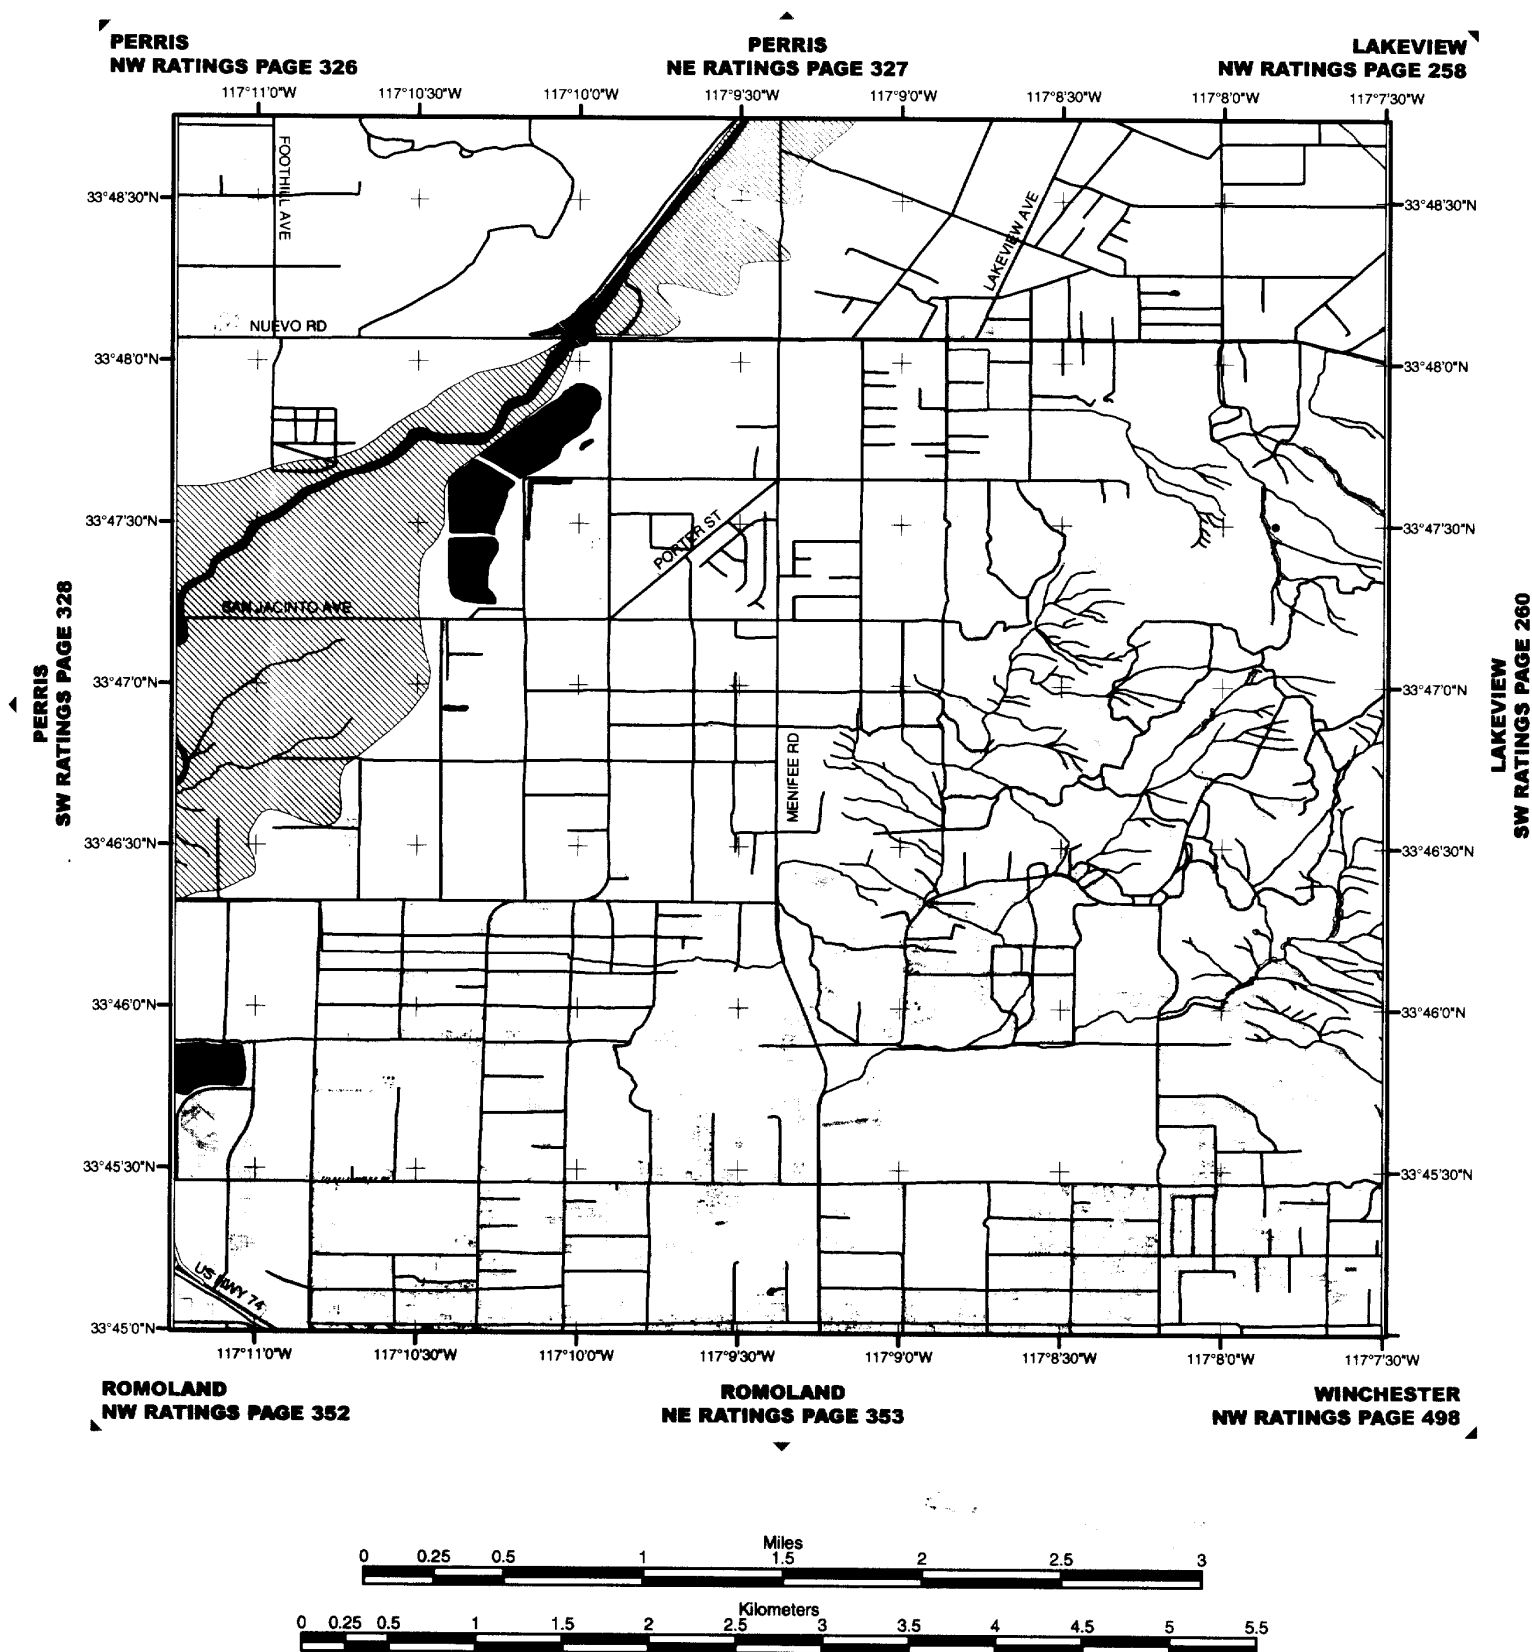 PERRIS
NW RATINGS PAGE 326
PERRIS
NE RATINGS PAGE 327
LAKEVIEW
NW RATINGS PAGE 258
117°11'0"W
117°10'30"W
117°10'0"W
117°9'30"W
117°9'0"W
117°8'30"W
117°8'0"W
117°7'30"W
FOOTHILL AVE
33°48'30"N
33°48'30"N
LAKEVIEW AVE
NUEVO RD
33°48'0"N
33°48'0"N
33°47'30"N
33°47'30"N
PORTER ST
SAN JACINTO AVE
PERRIS
SW RATINGS PAGE 328
LAKEVIEW
SW RATINGS PAGE 260
33°47'0"N
33°47'0"N
MENIFEE RD
33°46'30"N
33°46'30"N
33°46'0"N
33°46'0"N
33°45'30"N
33°45'30"N
US HWY 74
33°45'0"N
117°11'0"W
117°10'30"W
117°10'0"W
117°9'30"W
117°9'0"W
117°8'30"W
117°8'0"W
117°7'30"W
ROMOLAND
NW RATINGS PAGE 352
ROMOLAND
NE RATINGS PAGE 353
WINCHESTER
NW RATINGS PAGE 498
Miles
0 0.25 0.5 1 1.5 2 2.5 3
Kilometers
0 0.25 0.5 1 1.5 2 2.5 3 3.5 4 4.5 5 5.5